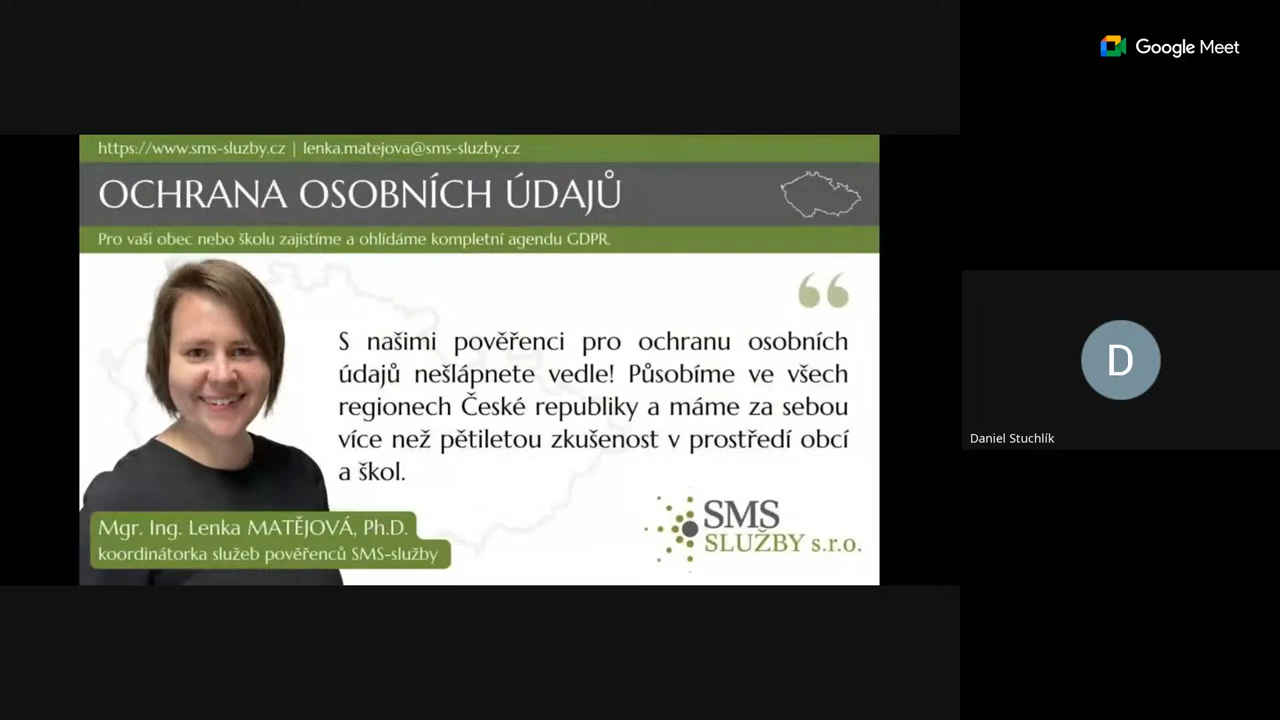 Google Meet
https://www.sms-sluzby.cz | lenka.matejova@sms-sluzby.cz
OCHRANA OSOBNÍCH ÚDAJŮ
Pro vaši obec nebo školu zajistíme a ohlídáme kompletní agendu GDPR.
S našimi pověřenci pro ochranu osobních
údajů nešlápnete vedle! Působíme ve všech
regionech České republiky a máme za sebou
více než pětiletou zkušenost v prostředí obcí
a škol.
Mgr. Ing. Lenka MATĚJOVÁ, Ph.D.
koordinátorka služeb pověřenců SMS-služby
SMS
SLUŽBY s.r.o.
D
Daniel Stuchlík